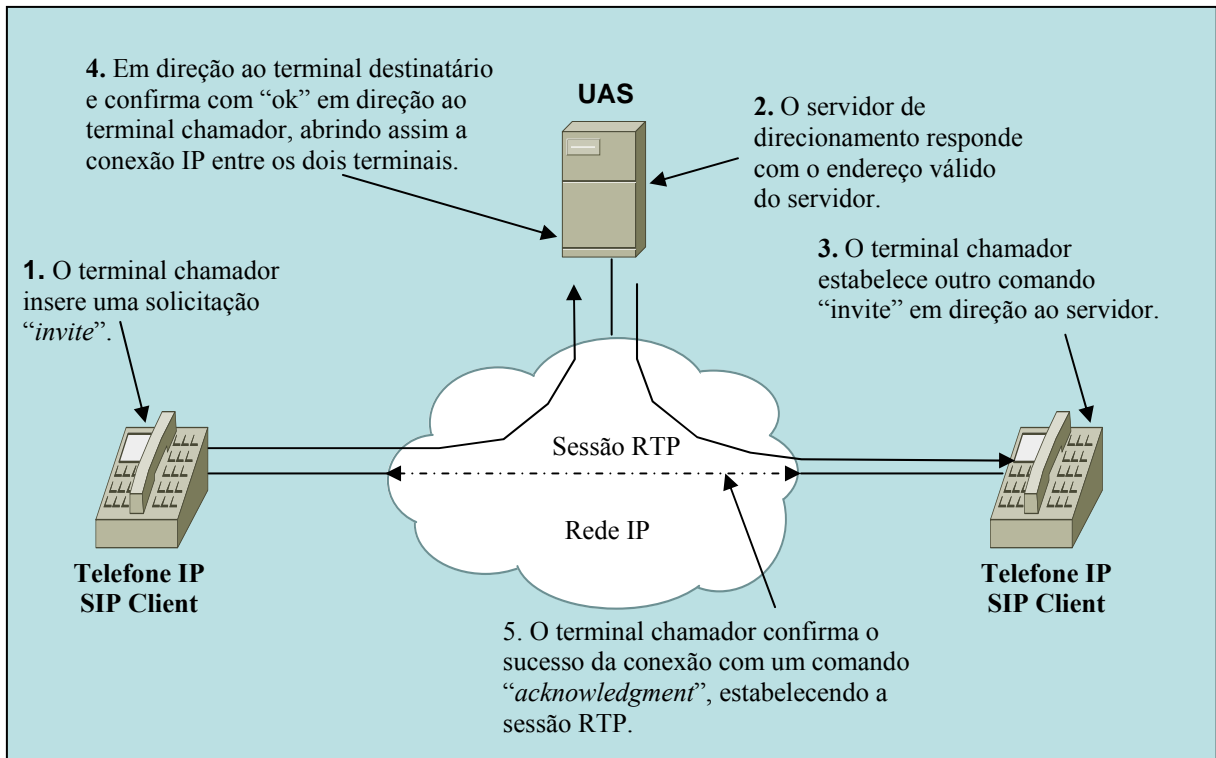 4. Em direção ao terminal destinatário
e confirma com “ok” em direção ao
terminal chamador, abrindo assim a
conexão IP entre os dois terminais.
UAS
2. O servidor de
direcionamento responde
com o endereço válido
do servidor.
1. O terminal chamador
insere uma solicitação
“invite”.
3. O terminal chamador
estabelece outro comando
“invite” em direção ao servidor.
Sessão RTP
Rede IP
Telefone IP
SIP Client
Telefone IP
SIP Client
5. O terminal chamador confirma o
sucesso da conexão com um comando
“acknowledgment”, estabelecendo a
sessão RTP.